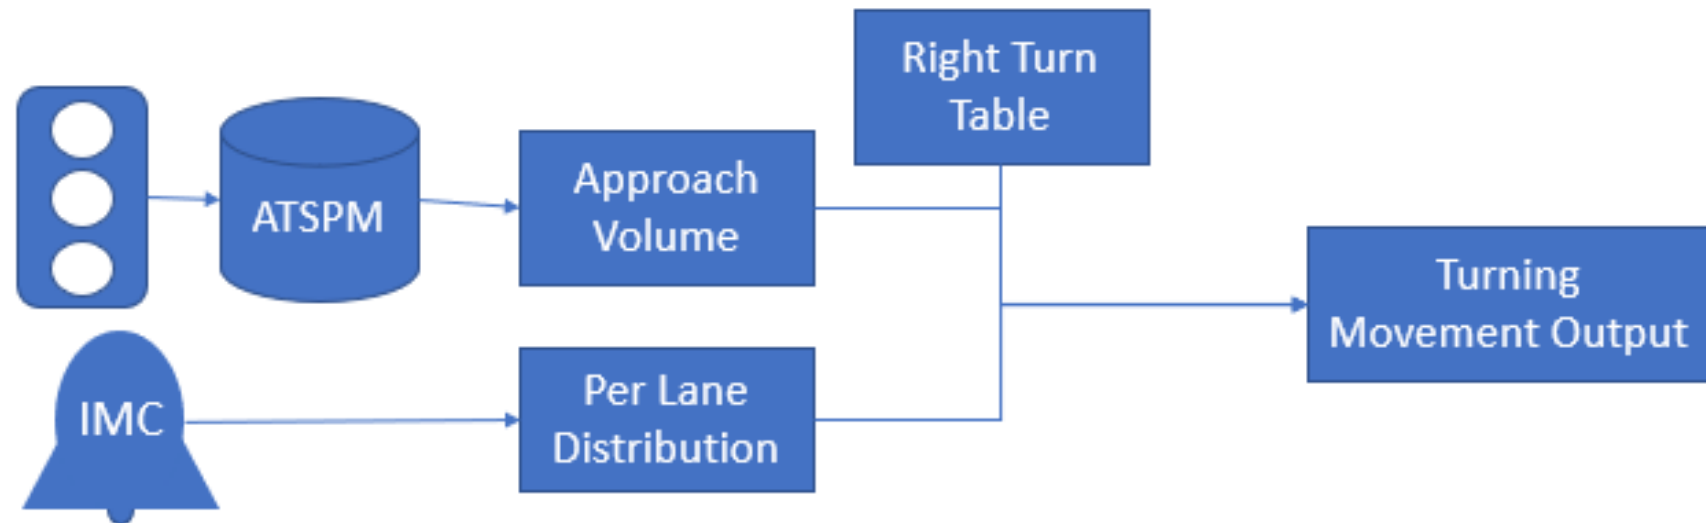 Right Turn
Table
ATSPM
Approach
Volume
Turning
Movement Output
IMC
Per Lane
Distribution